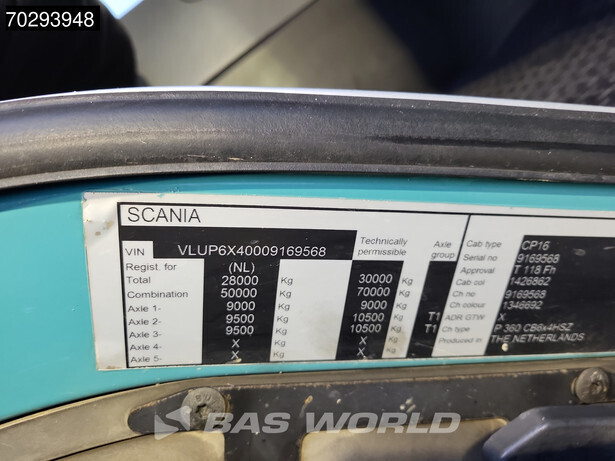 70293948
SCANIA
VIN VLUP6X40009169568 Technically permissible Axle group
Regist. for (NL)
Total 28000 Kg 30000 Kg
Combination 50000 Kg 70000 Kg
Axle 1- 9000 Kg 9000 Kg
Axle 2- 9500 Kg 10500 Kg T1
Axle 3- 9500 Kg 10500 Kg T1
Axle 4- X Kg X Kg
Axle 5- X Kg X Kg
Cab type CP16
Serial no 9169568
Approval T 118 Fh
Cab col 1426862
Ch no 9169568
Ch colour 1346692
ADR GTW X
Ch type P 360 CB6x4HSZ
Produced in THE NETHERLANDS
BAS WORLD